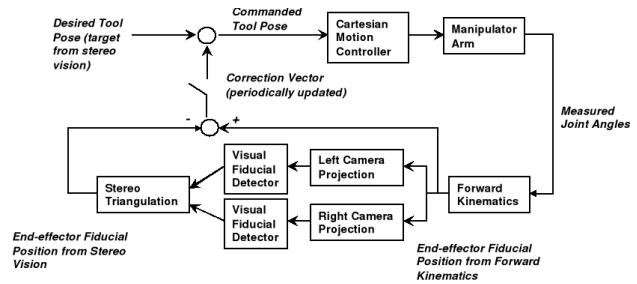 Desired Tool
Pose (target
from stereo
vision)
Commanded
Tool Pose
Cartesian
Motion
Controller
Manipulator
Arm
Correction Vector
(periodically updated)
Measured
Joint Angles
-
+
Visual
Fiducial
Detector
Left Camera
Projection
Stereo
Triangulation
Forward
Kinematics
Visual
Fiducial
Detector
Right Camera
Projection
End-effector Fiducial
Position from Stereo
Vision
End-effector Fiducial
Position from Forward
Kinematics